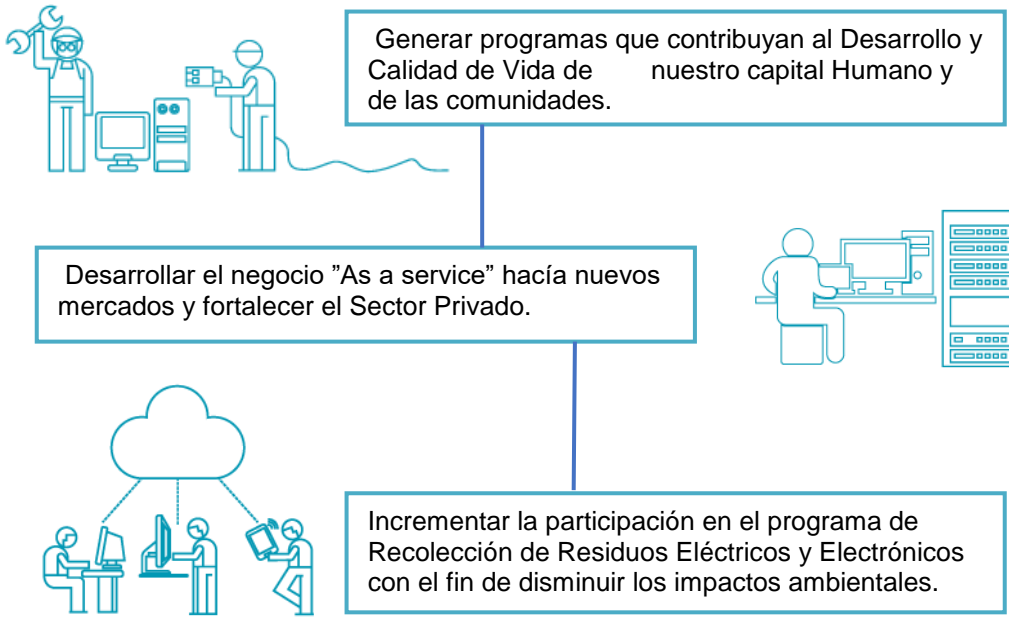 Generar programas que contribuyan al Desarrollo y
Calidad de Vida de nuestro capital Humano y
de las comunidades.
Desarrollar el negocio ”As a service” hacía nuevos
mercados y fortalecer el Sector Privado.
Incrementar la participación en el programa de
Recolección de Residuos Eléctricos y Electrónicos
con el fin de disminuir los impactos ambientales.